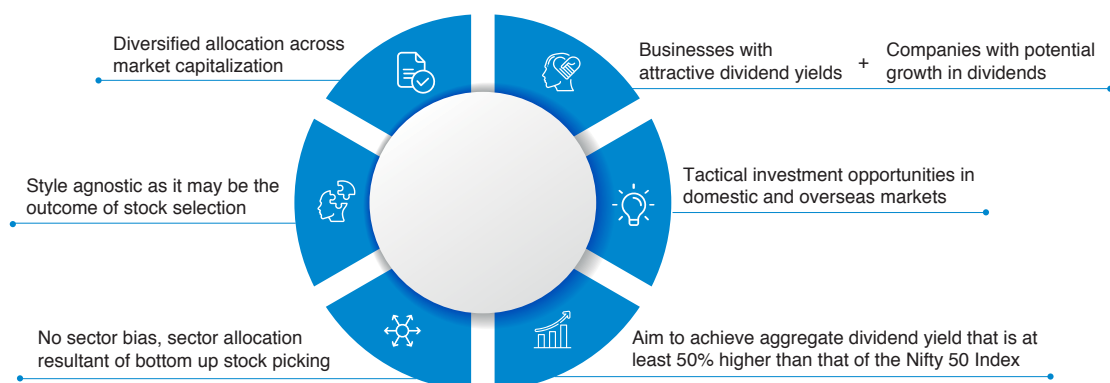 Diversified allocation across
market capitalization
Businesses with
attractive dividend yields
+
Companies with potential
growth in dividends
Style agnostic as it may be the
outcome of stock selection
Tactical investment opportunities in
domestic and overseas markets
No sector bias, sector allocation
resultant of bottom up stock picking
Aim to achieve aggregate dividend yield that is at
least 50% higher than that of the Nifty 50 Index